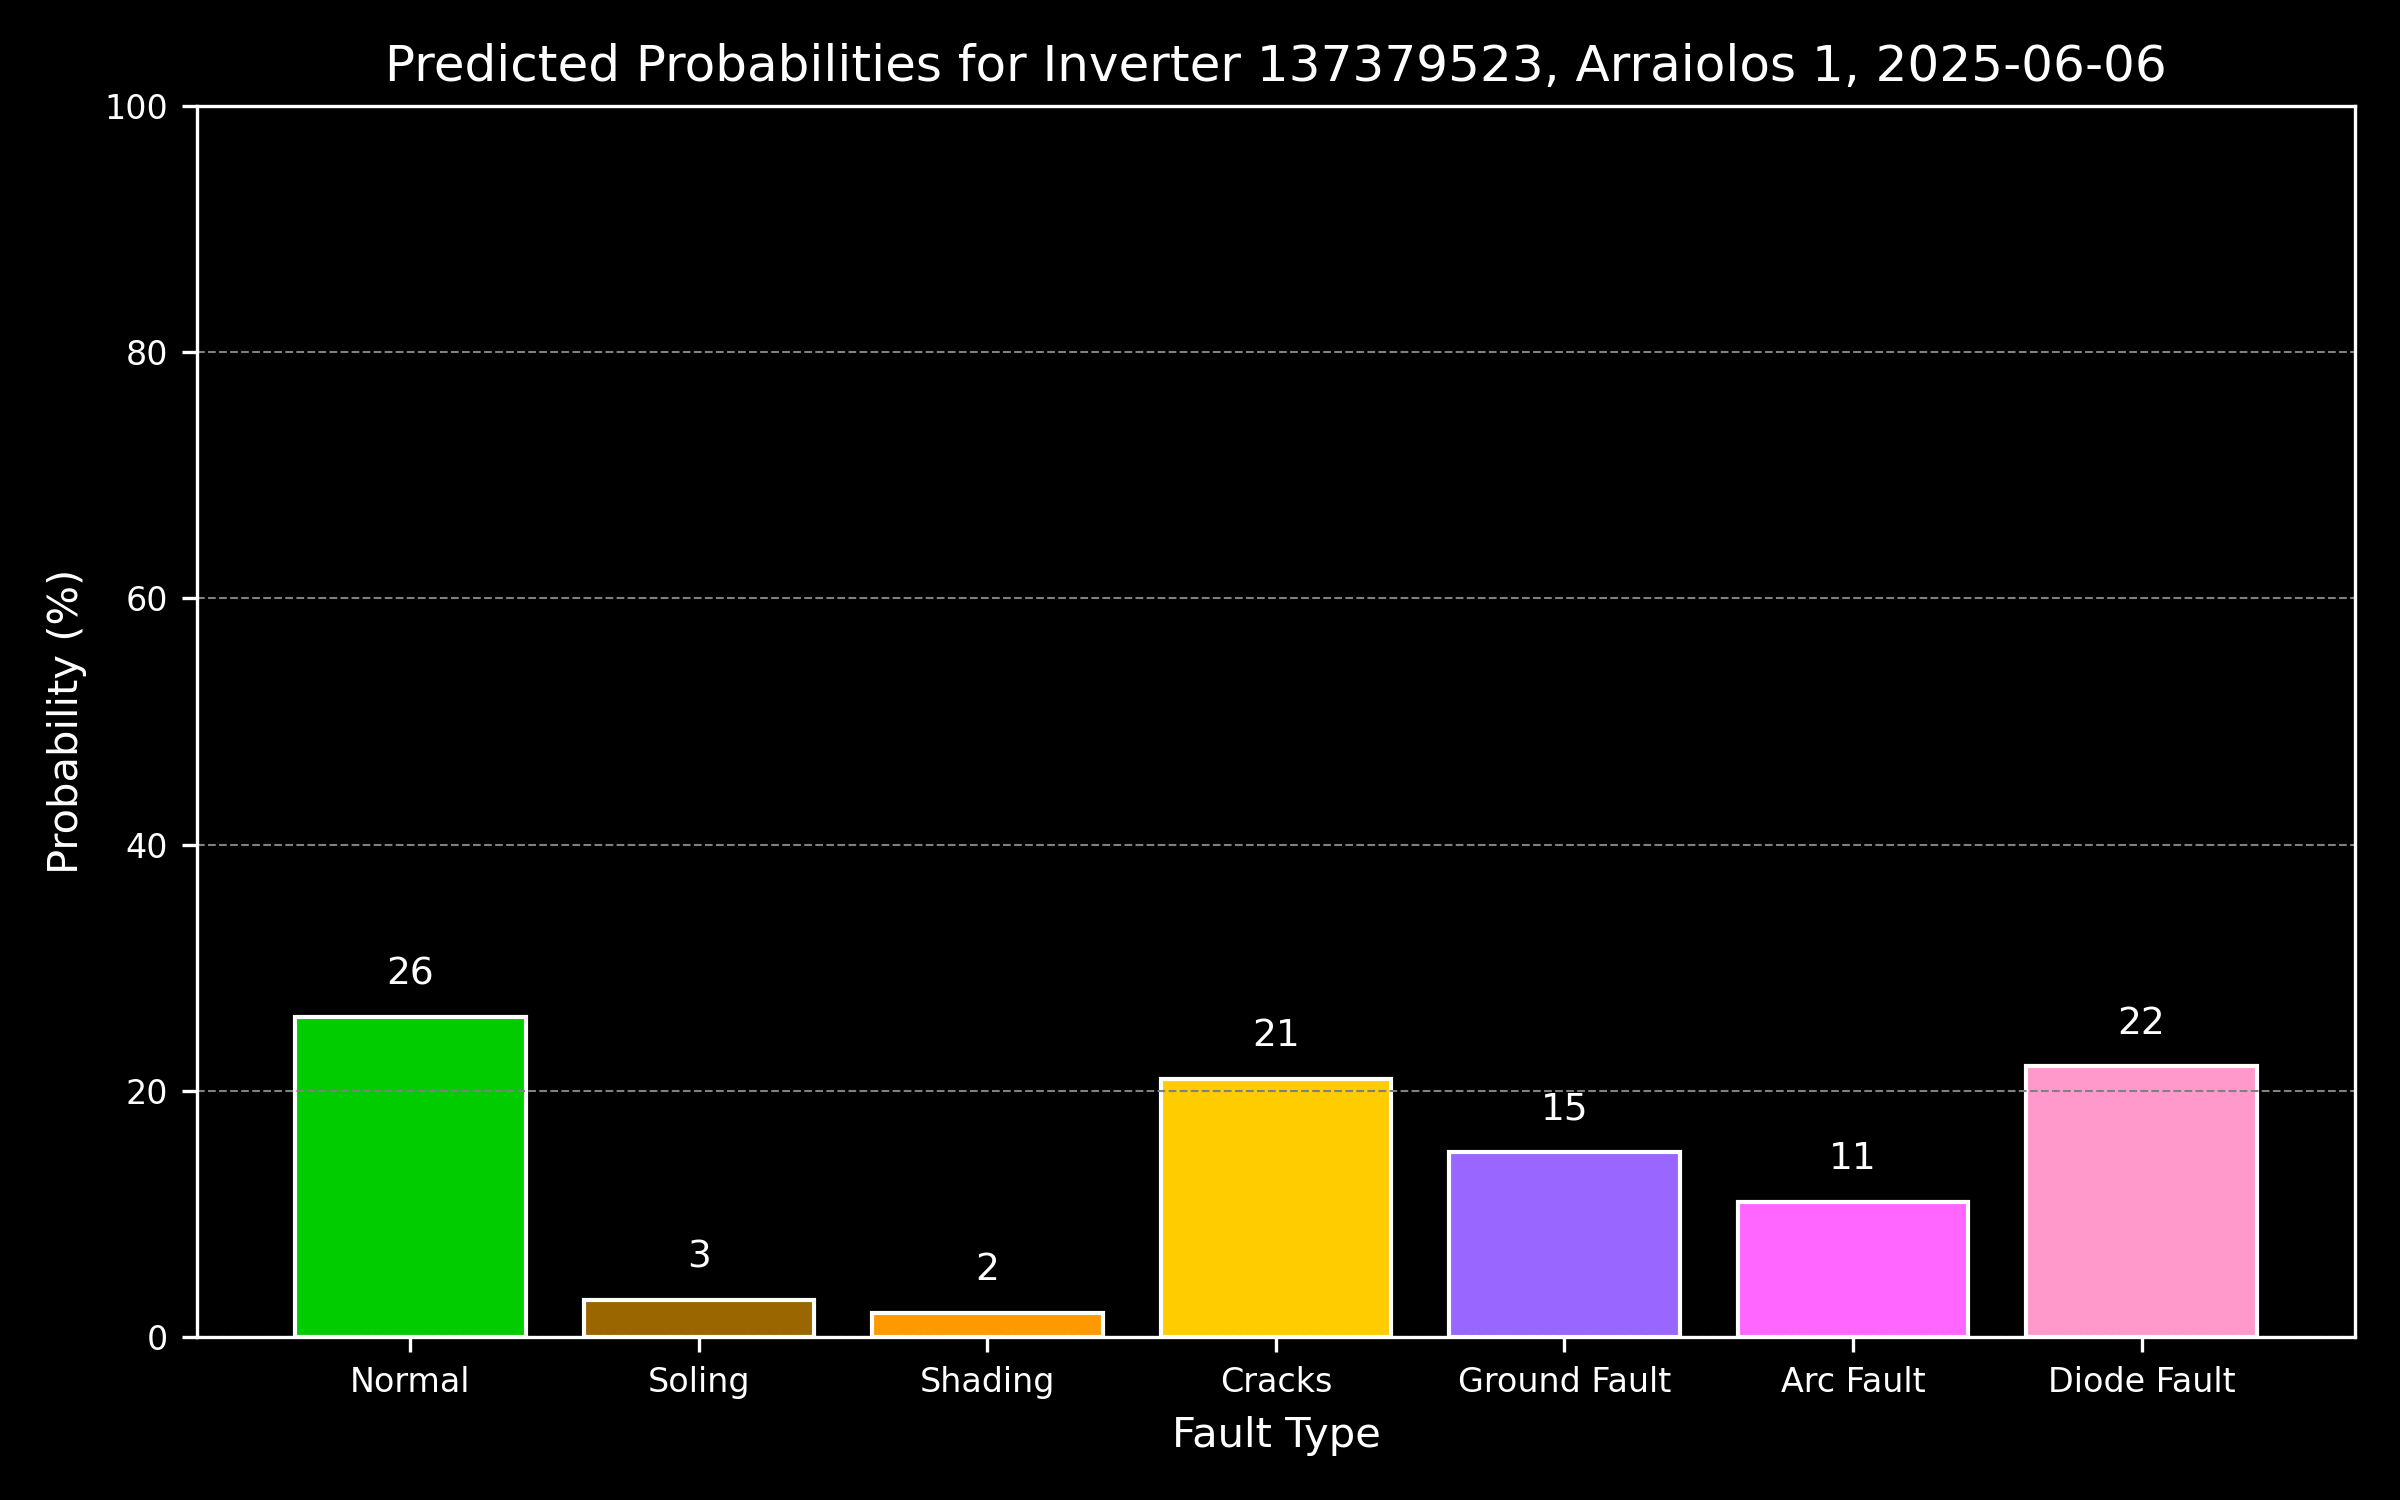 Predicted Probabilities for Inverter 137379523, Arraiolos 1, 2025-06-06
Probability (%)
100
80
60
40
20
0
26
3
2
21
15
11
22
Normal
Soling
Shading
Cracks
Ground Fault
Arc Fault
Diode Fault
Fault Type